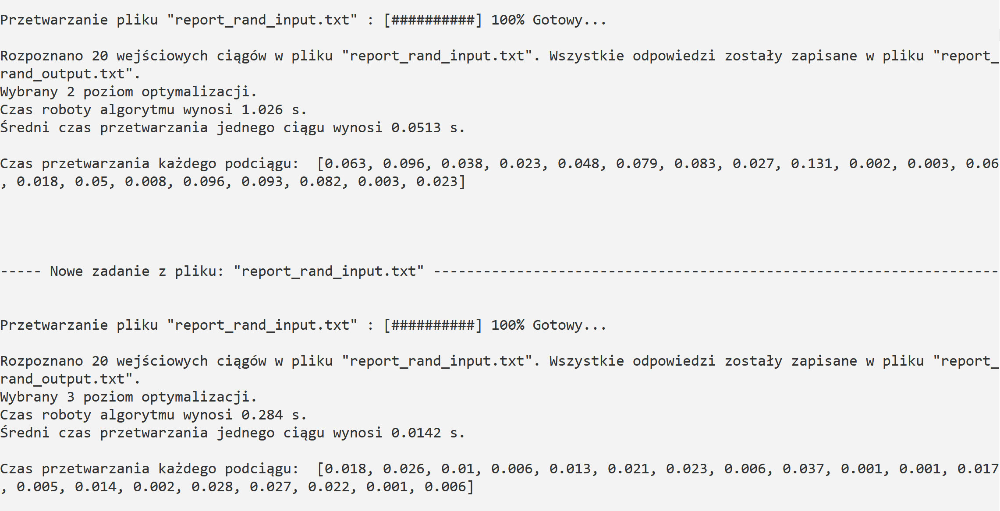 Przetwarzanie pliku "report_rand_input.txt" : [##########] 100% Gotowy...
Rozpoznano 20 wejściowych ciągów w pliku "report_rand_input.txt". Wszystkie odpowiedzi zostały zapisane w pliku "report_
rand_output.txt".
Wybrany 2 poziom optymalizacji.
Czas roboty algorytmu wynosi 1.026 s.
Średni czas przetwarzania jednego ciągu wynosi 0.0513 s.
Czas przetwarzania każdego podciągu:  [0.063, 0.096, 0.038, 0.023, 0.048, 0.079, 0.083, 0.027, 0.131, 0.002, 0.003, 0.06
, 0.018, 0.05, 0.008, 0.096, 0.093, 0.082, 0.003, 0.023]
----- Nowe zadanie z pliku: "report_rand_input.txt" --------------------------------------------------------------------
Przetwarzanie pliku "report_rand_input.txt" : [##########] 100% Gotowy...
Rozpoznano 20 wejściowych ciągów w pliku "report_rand_input.txt". Wszystkie odpowiedzi zostały zapisane w pliku "report_
rand_output.txt".
Wybrany 3 poziom optymalizacji.
Czas roboty algorytmu wynosi 0.284 s.
Średni czas przetwarzania jednego ciągu wynosi 0.0142 s.
Czas przetwarzania każdego podciągu:  [0.018, 0.026, 0.01, 0.006, 0.013, 0.021, 0.023, 0.006, 0.037, 0.001, 0.001, 0.017
, 0.005, 0.014, 0.002, 0.028, 0.027, 0.022, 0.001, 0.006]